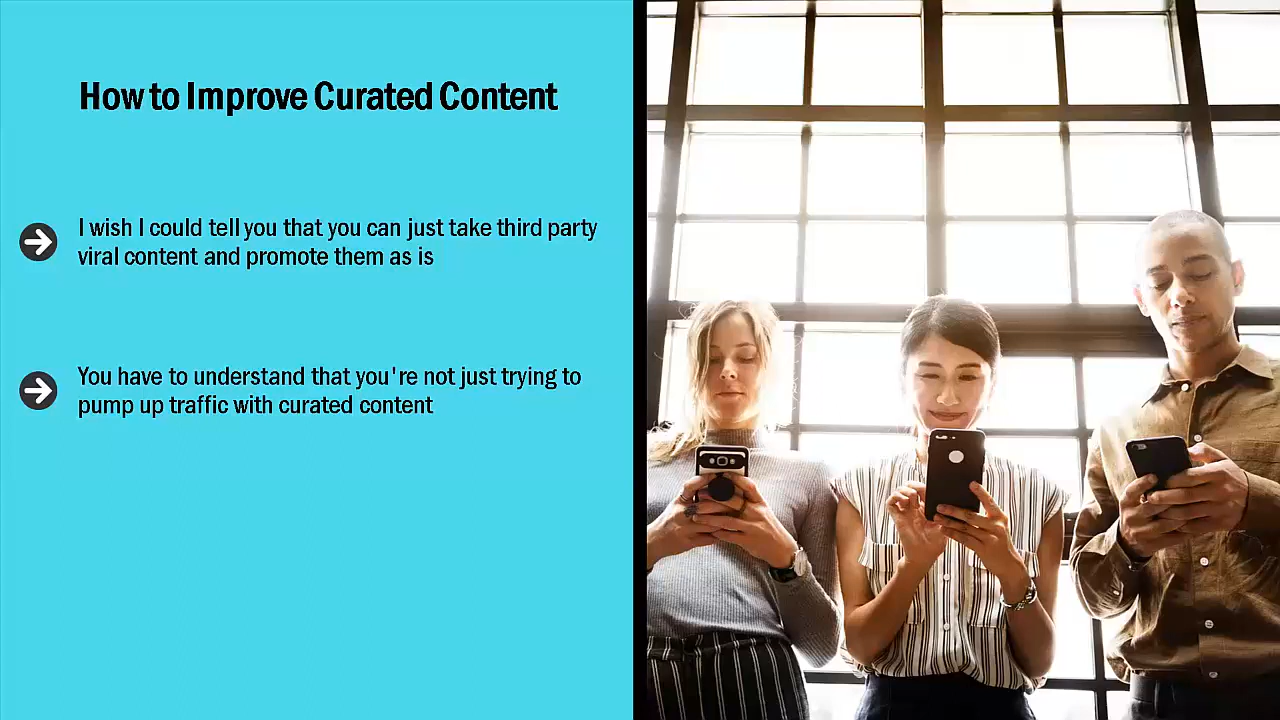 How to Improve Curated Content
I wish I could tell you that you can just take third party
viral content and promote them as is
You have to understand that you're not just trying to
pump up traffic with curated content